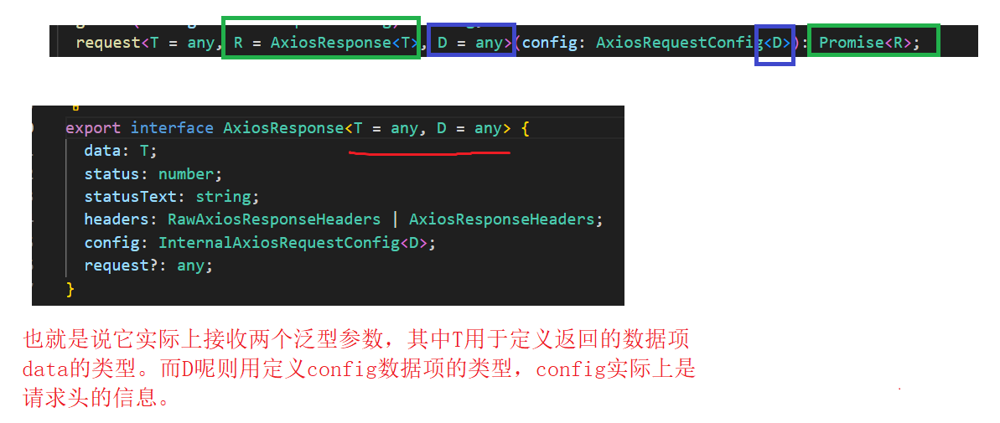 request<T = any, R = AxiosResponse<T>, D = any>(config: AxiosRequestConfig<D>): Promise<R>;
export interface AxiosResponse<T = any, D = any> {
data: T;
status: number;
statusText: string;
headers: RawAxiosResponseHeaders | AxiosResponseHeaders;
config: InternalAxiosRequestConfig<D>;
request?: any;
}
也就是说它实际上接收两个泛型参数，其中T用于定义返回的数据项
data的类型。而D呢则用定义config数据项的类型，config实际上是
请求头的信息。